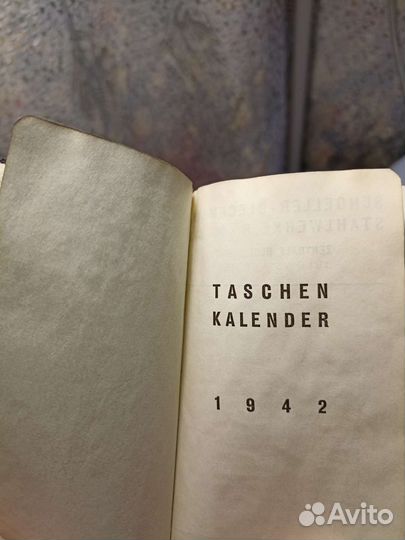 TASCHEN
KALENDER
1942
Avito